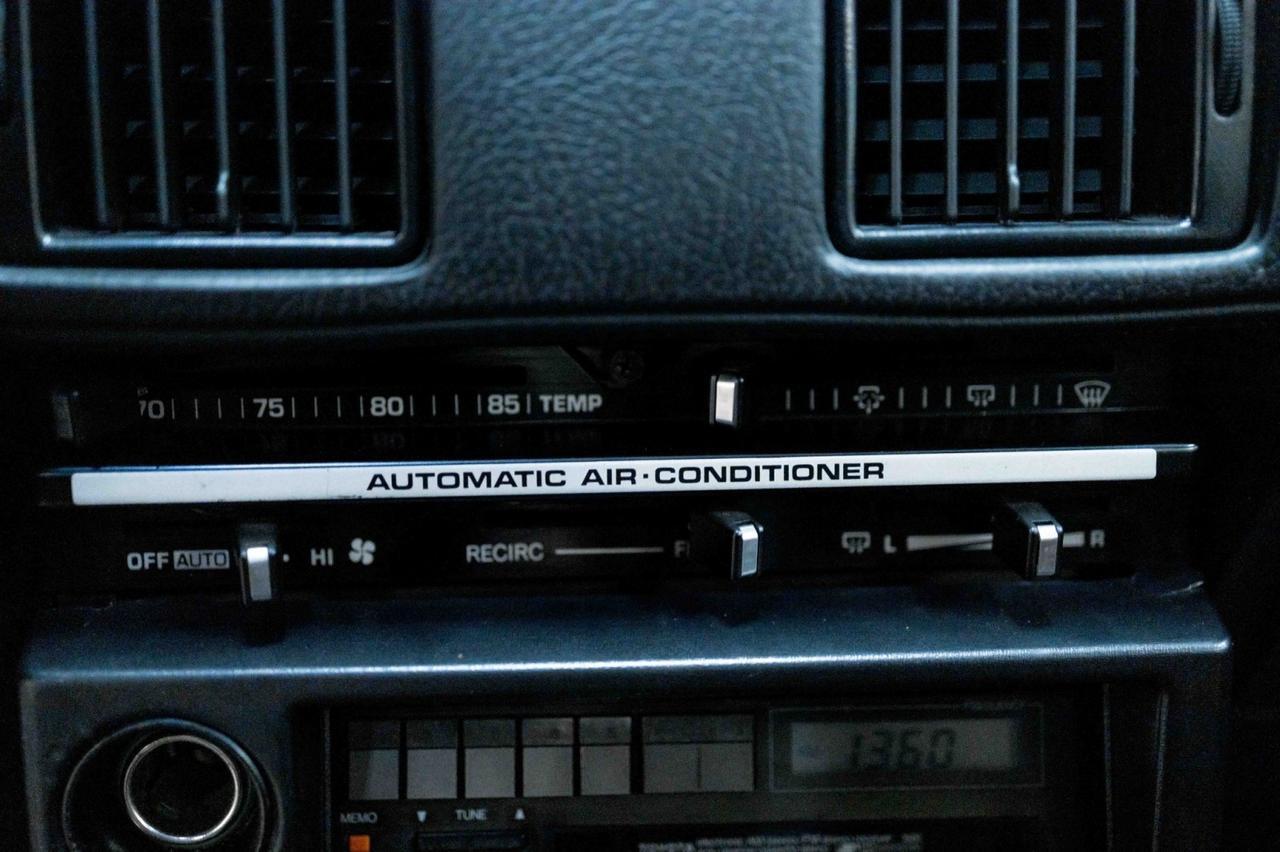 70 75 80 85 TEMP
AUTOMATIC AIR·CONDITIONER
OFF AUTO HI RECIRC L R
1360
MEMO TUNE